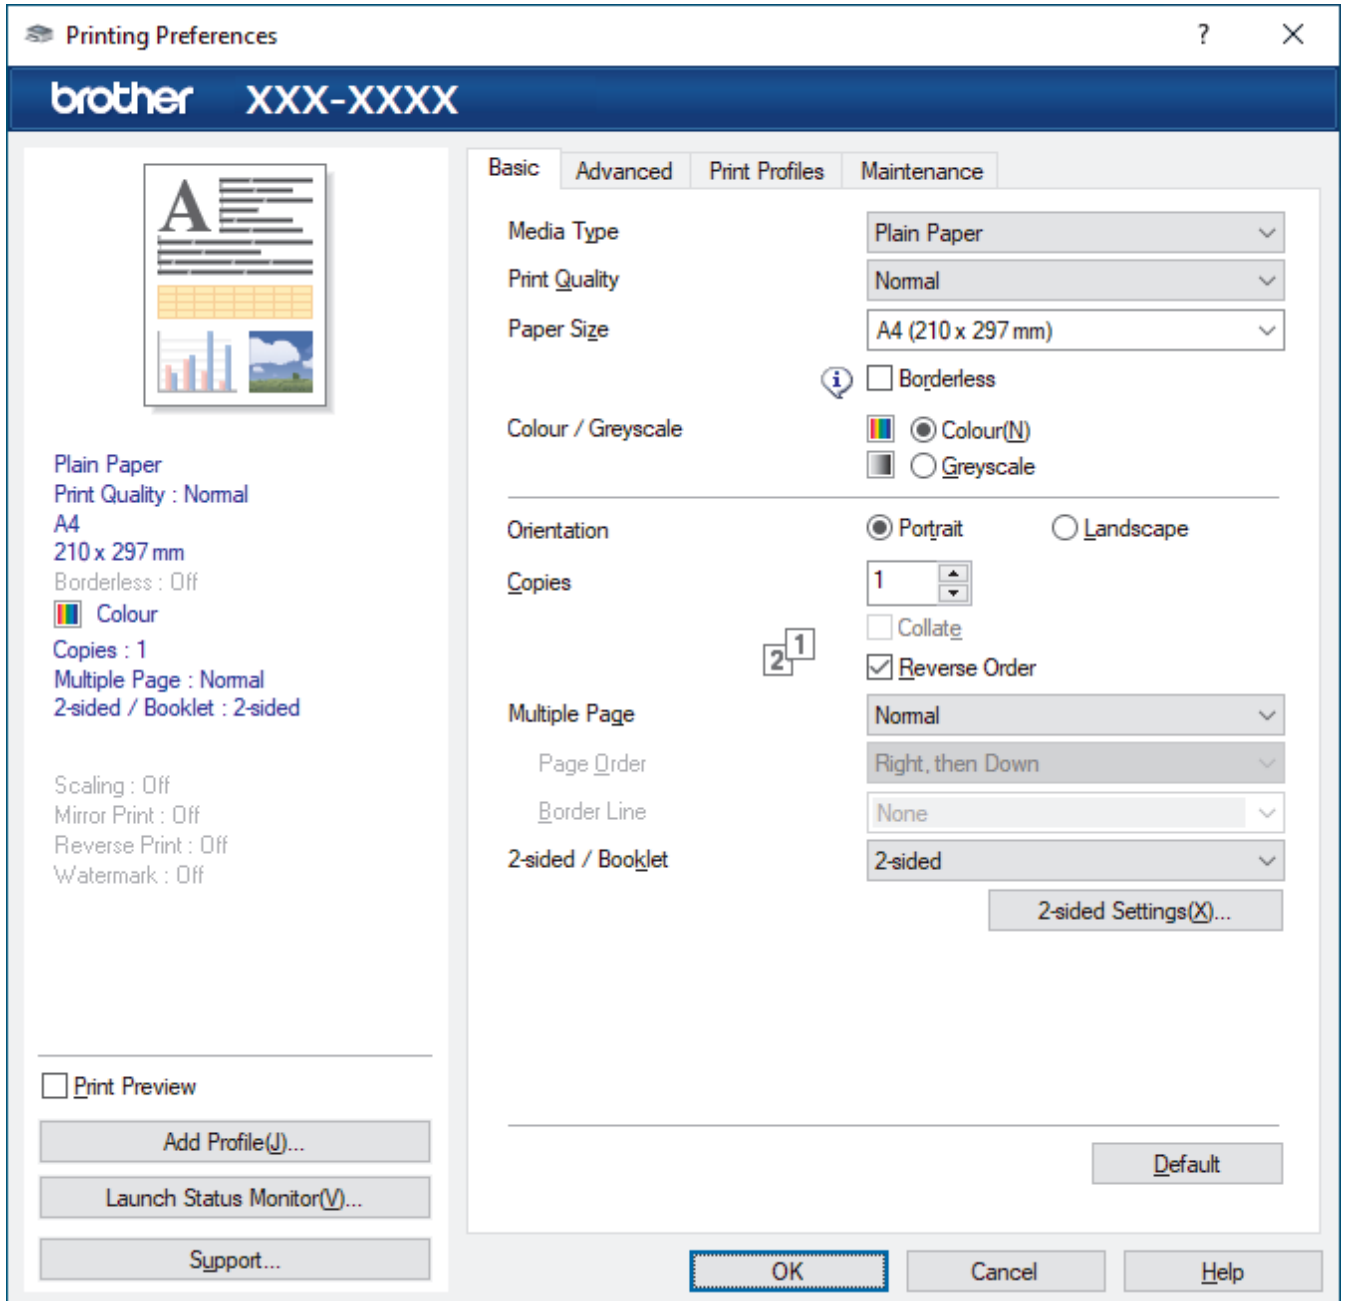 Printing Preferences ?
brother XXX-XXXX
A
Plain Paper
Print Quality : Normal
A4
210 x 297 mm
Borderless : Off
Colour
Copies : 1
Multiple Page : Normal
2-sided / Booklet : 2-sided
Scaling : Off
Mirror Print : Off
Reverse Print : Off
Watermark : Off
Print Preview
Add Profile(J)...
Launch Status Monitor(V)...
Support...
Basic Advanced Print Profiles Maintenance
Media Type Plain Paper
Print Quality Normal
Paper Size A4 (210 x 297 mm)
i Borderless
Colour / Greyscale Colour(N)
Greyscale
Orientation Portrait Landscape
Copies 1
Collate
2 1
Reverse Order
Multiple Page Normal
Page Order Right, then Down
Border Line None
2-sided / Booklet 2-sided
2-sided Settings(X)...
Default
OK Cancel Help